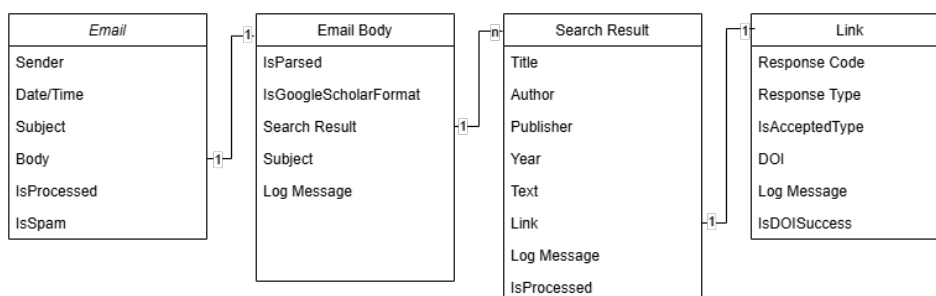 Email
Sender
Date/Time
Subject
Body
IsProcessed
IsSpam
1
1
Email Body
IsParsed
IsGoogleScholarFormat
Search Result
Subject
Log Message
1
n
Search Result
Title
Author
Publisher
Year
Text
Link
Log Message
IsProcessed
1
1
Link
Response Code
Response Type
IsAcceptedType
DOI
Log Message
IsDOISuccess